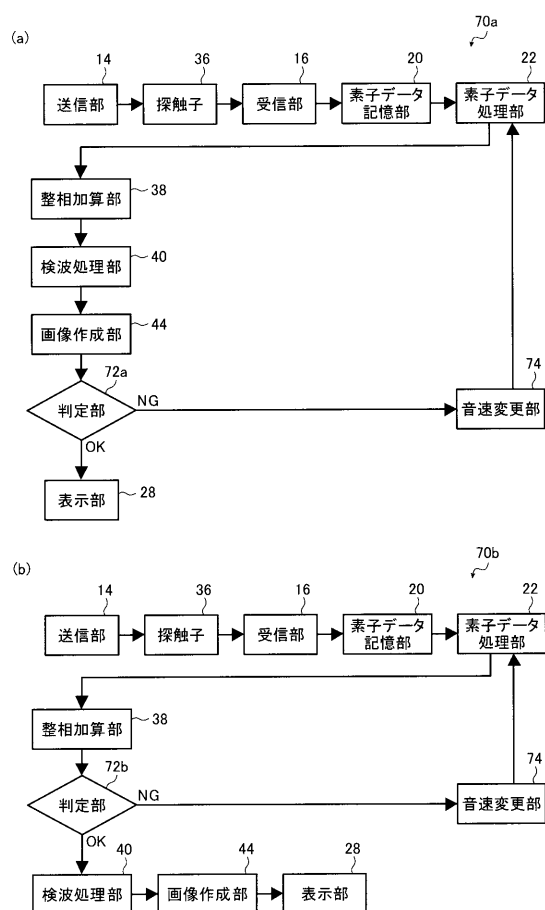 (a)
70a
14
36
16
20
22
送信部
探触子
受信部
素子データ
記憶部
素子データ
処理部
整相加算部
38
検波処理部
40
画像作成部
44
72a
判定部
NG
74
音速変更部
OK
表示部
28
(b)
70b
14
36
16
20
22
送信部
探触子
受信部
素子データ
記憶部
素子データ
処理部
整相加算部
38
72b
判定部
NG
74
音速変更部
OK
40
44
28
検波処理部
画像作成部
表示部